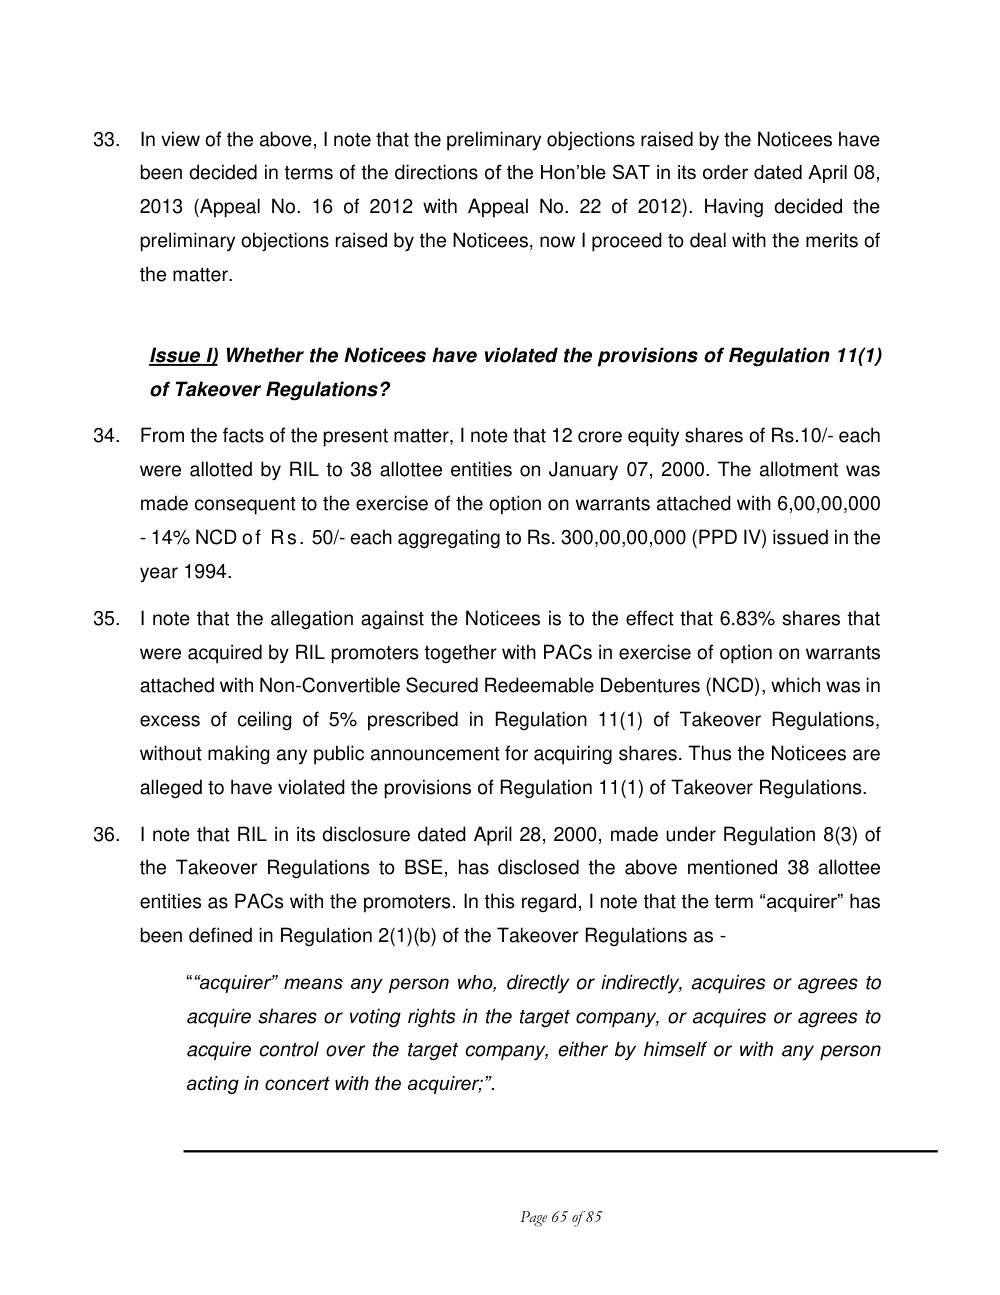 33. In view of the above, I note that the preliminary objections raised by the Noticees have
been decided in terms of the directions of the Hon’ble SAT in its order dated April 08,
2013 (Appeal No. 16 of 2012 with Appeal No. 22 of 2012). Having decided the
preliminary objections raised by the Noticees, now I proceed to deal with the merits of
the matter.
Issue I) Whether the Noticees have violated the provisions of Regulation 11(1)
of Takeover Regulations?
34. From the facts of the present matter, I note that 12 crore equity shares of Rs.10/- each
were allotted by RIL to 38 allottee entities on January 07, 2000. The allotment was
made consequent to the exercise of the option on warrants attached with 6,00,00,000
- 14% NCD of Rs. 50/- each aggregating to Rs. 300,00,00,000 (PPD IV) issued in the
year 1994.
35. I note that the allegation against the Noticees is to the effect that 6.83% shares that
were acquired by RIL promoters together with PACs in exercise of option on warrants
attached with Non-Convertible Secured Redeemable Debentures (NCD), which was in
excess of ceiling of 5% prescribed in Regulation 11(1) of Takeover Regulations,
without making any public announcement for acquiring shares. Thus the Noticees are
alleged to have violated the provisions of Regulation 11(1) of Takeover Regulations.
36. I note that RIL in its disclosure dated April 28, 2000, made under Regulation 8(3) of
the Takeover Regulations to BSE, has disclosed the above mentioned 38 allottee
entities as PACs with the promoters. In this regard, I note that the term “acquirer” has
been defined in Regulation 2(1)(b) of the Takeover Regulations as -
““acquirer” means any person who, directly or indirectly, acquires or agrees to
acquire shares or voting rights in the target company, or acquires or agrees to
acquire control over the target company, either by himself or with any person
acting in concert with the acquirer;”.
Page 65 of 85